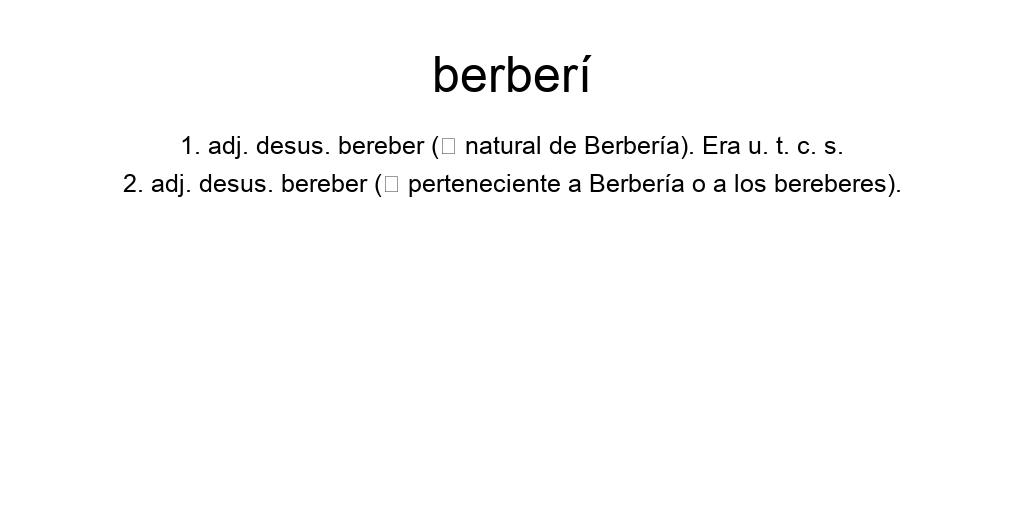 berberí
1. adj. desus. bereber (□ natural de Berbería). Era u. t. c. s.
2. adj. desus. bereber (□ perteneciente a Berbería o a los bereberes).